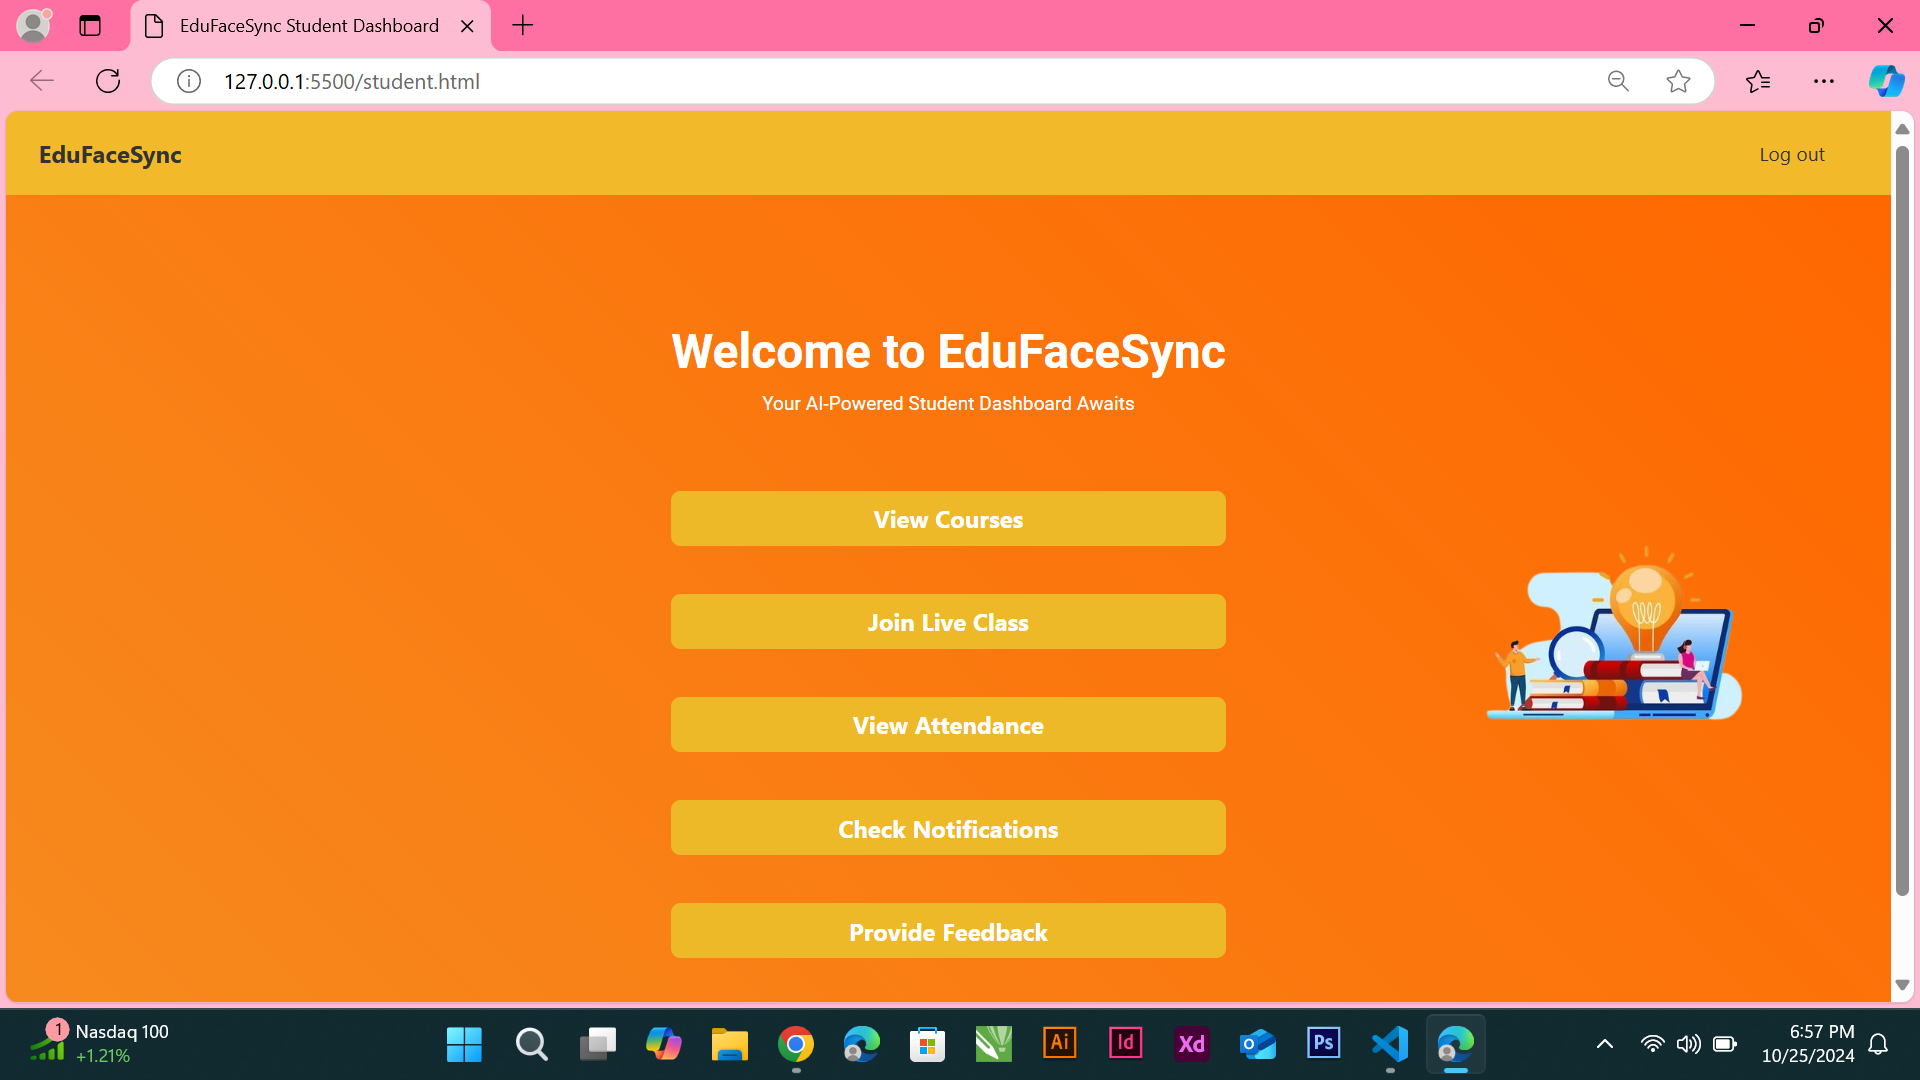 EduFaceSync Student Dashboard
127.0.0.1:5500/student.html
EduFaceSync
Log out
Welcome to EduFaceSync
Your AI-Powered Student Dashboard Awaits
View Courses
Join Live Class
View Attendance
Check Notifications
Provide Feedback
1
Nasdaq 100
+1.21%
Ai
Id
Xd
o
Ps
6:57 PM
10/25/2024